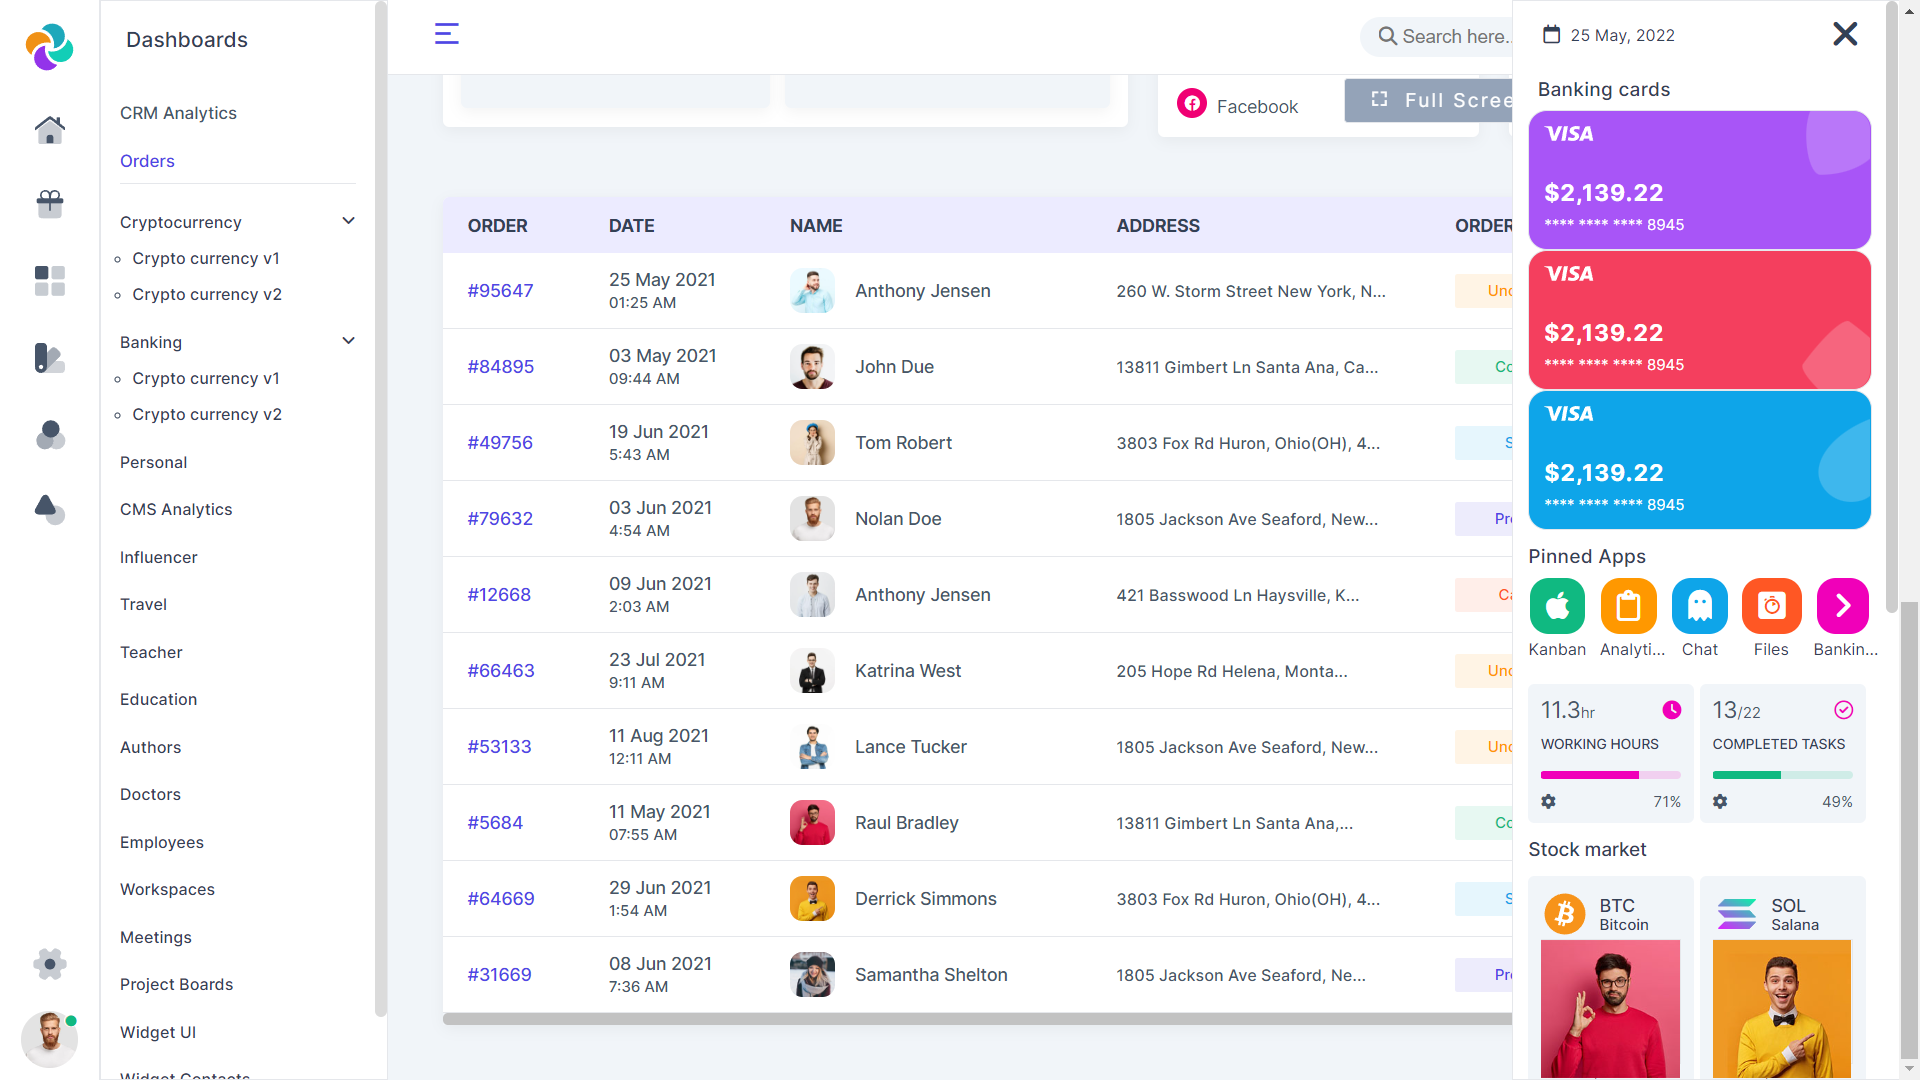 Dashboards
CRM Analytics
Orders
Cryptocurrency
Crypto currency v1
Crypto currency v2
Banking
Crypto currency v1
Crypto currency v2
Personal
CMS Analytics
Influencer
Travel
Teacher
Education
Authors
Doctors
Employees
Workspaces
Meetings
Project Boards
Widget UI
Widget Contacts
Search here...
Facebook
Full Scree
ORDER DATE NAME ADDRESS ORDER
#95647 25 May 2021 01:25 AM Anthony Jensen 260 W. Storm Street New York, N... Unc
#84895 03 May 2021 09:44 AM John Due 13811 Gimbert Ln Santa Ana, Ca... Co
#49756 19 Jun 2021 5:43 AM Tom Robert 3803 Fox Rd Huron, Ohio(OH), 4... S
#79632 03 Jun 2021 4:54 AM Nolan Doe 1805 Jackson Ave Seaford, New... Pr
#12668 09 Jun 2021 2:03 AM Anthony Jensen 421 Basswood Ln Haysville, K... Ca
#66463 23 Jul 2021 9:11 AM Katrina West 205 Hope Rd Helena, Monta... Unc
#53133 11 Aug 2021 12:11 AM Lance Tucker 1805 Jackson Ave Seaford, New... Unc
#5684 11 May 2021 07:55 AM Raul Bradley 13811 Gimbert Ln Santa Ana,... Co
#64669 29 Jun 2021 1:54 AM Derrick Simmons 3803 Fox Rd Huron, Ohio(OH), 4... S
#31669 08 Jun 2021 7:36 AM Samantha Shelton 1805 Jackson Ave Seaford, Ne... Pr
25 May, 2022
Banking cards
VISA
$2,139.22
**** **** **** 8945
VISA
$2,139.22
**** **** **** 8945
VISA
$2,139.22
**** **** **** 8945
Pinned Apps
Kanban Analyti... Chat Files Bankin...
11.3hr
WORKING HOURS
71%
13/22
COMPLETED TASKS
49%
Stock market
BTC
Bitcoin
SOL
Salana